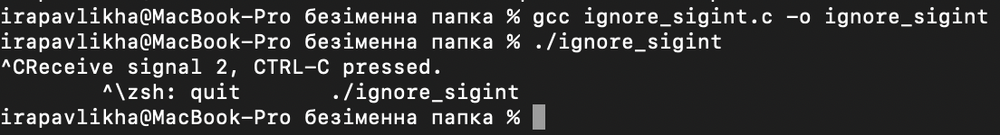 irapavlikha@MacBook-Pro безіменна папка % gcc ignore_sigint.c -o ignore_sigint
irapavlikha@MacBook-Pro безіменна папка % ./ignore_sigint
^CReceive signal 2, CTRL-C pressed.
^\zsh: quit       ./ignore_sigint
irapavlikha@MacBook-Pro безіменна папка %